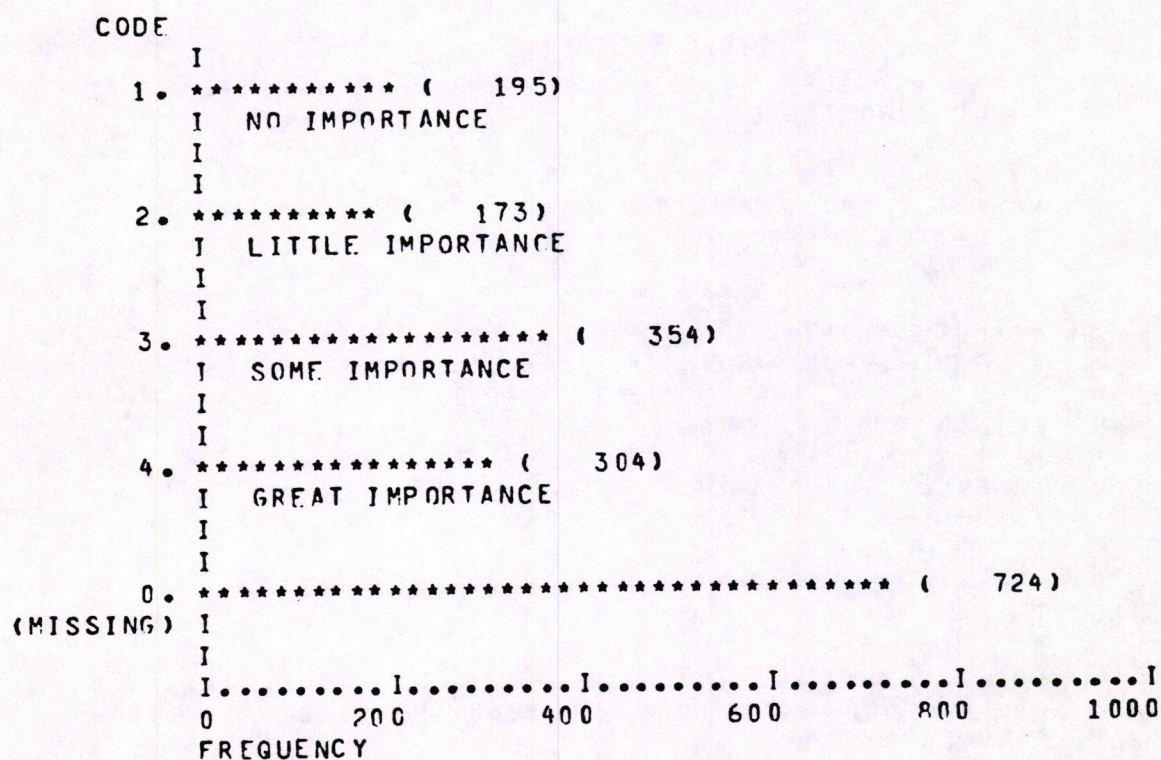 CODE
I
1. *********** ( 195)
I NO IMPORTANCE
I
I
2. ********** ( 173)
I LITTLE IMPORTANCE
I
I
3. ******************* ( 354)
I SOME IMPORTANCE
I
I
4. **************** ( 304)
I GREAT IMPORTANCE
I
I
0. ************************************* ( 724)
(MISSING) I
I
I.........I.........I.........I.........I.........I
0 200 400 600 800 1000
FREQUENCY